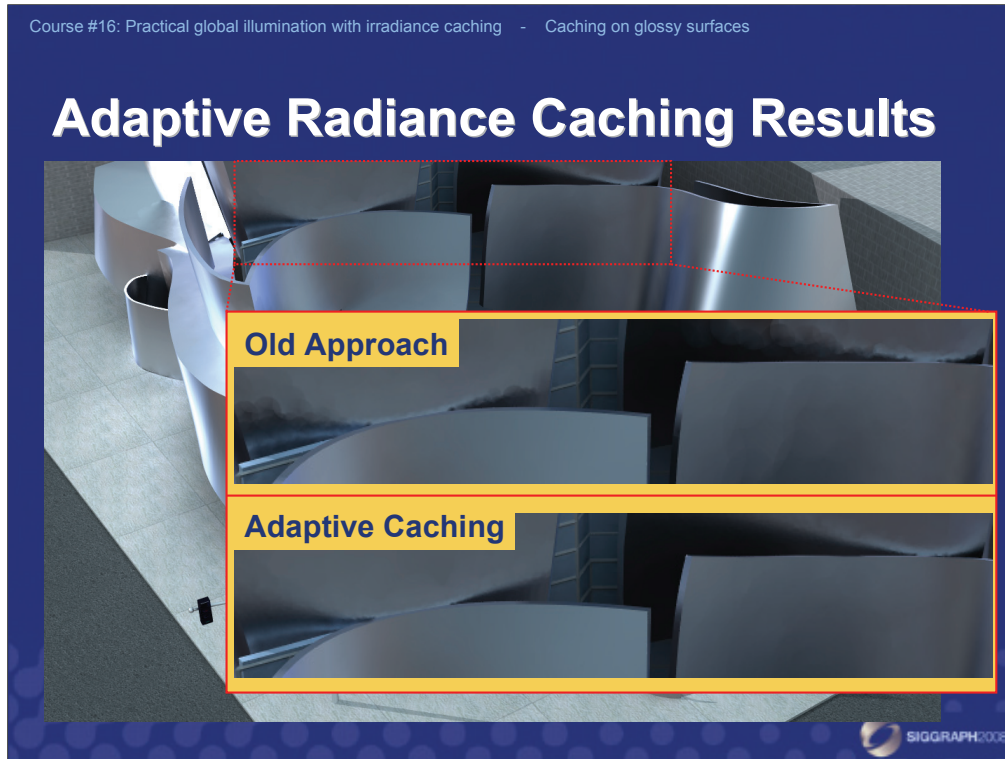 Course #16: Practical global illumination with irradiance caching - Caching on glossy surfaces
Adaptive Radiance Caching Results
Old Approach
Adaptive Caching
SIGGRAPH2008